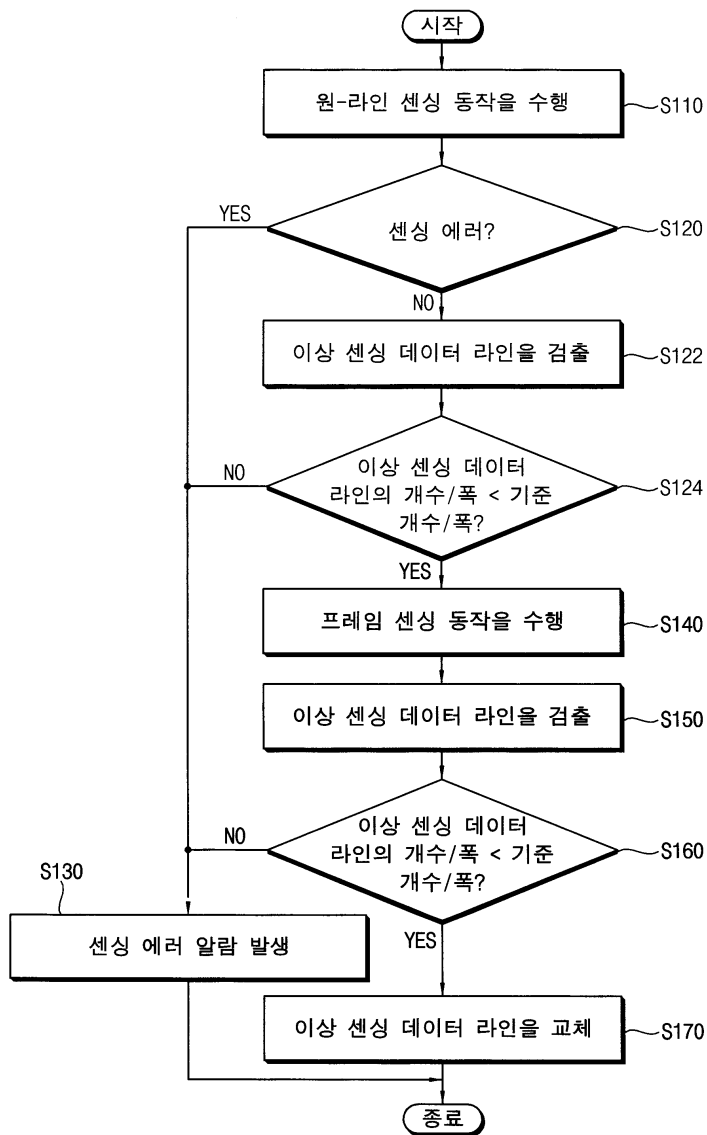 시작
원-라인 센싱 동작을 수행
S110
YES
센싱 에러?
S120
NO
이상 센싱 데이터 라인을 검출
S122
NO
이상 센싱 데이터
라인의 개수/폭 < 기준
개수/폭?
S124
YES
프레임 센싱 동작을 수행
S140
이상 센싱 데이터 라인을 검출
S150
NO
이상 센싱 데이터
라인의 개수/폭 < 기준
개수/폭?
S160
S130
센싱 에러 알람 발생
YES
이상 센싱 데이터 라인을 교체
S170
종료